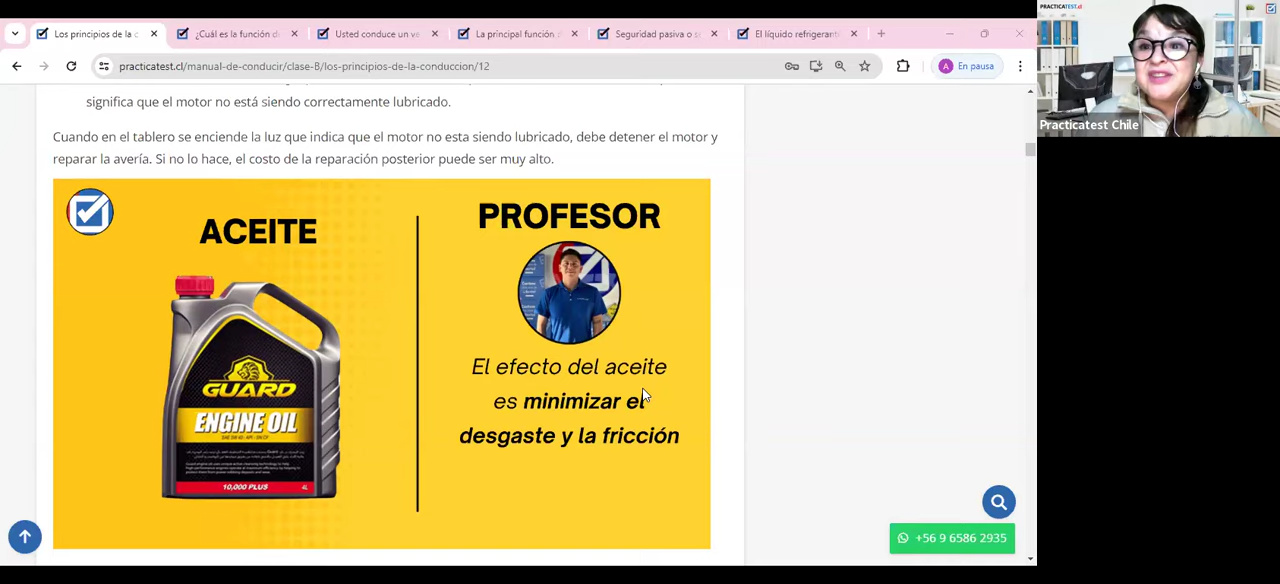 Los principios de la c
¿Cuál es la función de
Usted conduce un ve
La principal función d
Seguridad pasiva o s
El líquido refrigerant
practicatest.cl/manual-de-conducir/clase-B/los-principios-de-la-conduccion/12
A
En pausa
PRACTICATEST.cl
Practicatest Chile
significa que el motor no está siendo correctamente lubricado.
Cuando en el tablero se enciende la luz que indica que el motor no esta siendo lubricado, debe detener el motor y
reparar la avería. Si no lo hace, el costo de la reparación posterior puede ser muy alto.
ACEITE
GUARD
ENGINE OIL
10,000 PLUS
4L
PROFESOR
El efecto del aceite
es minimizar el
desgaste y la fricción
+56 9 6586 2935